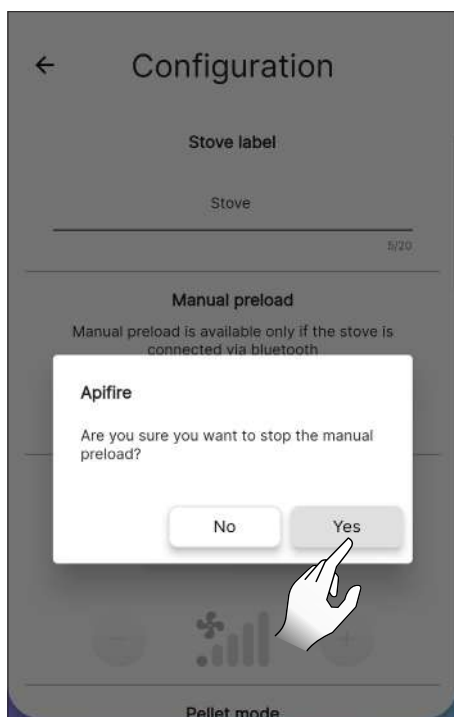 Configuration
Stove label
Stove
5/20
Manual preload
Manual preload is available only if the stove is
connected via bluetooth
Apifire
Are you sure you want to stop the manual
preload?
No
Yes
Pellet mode